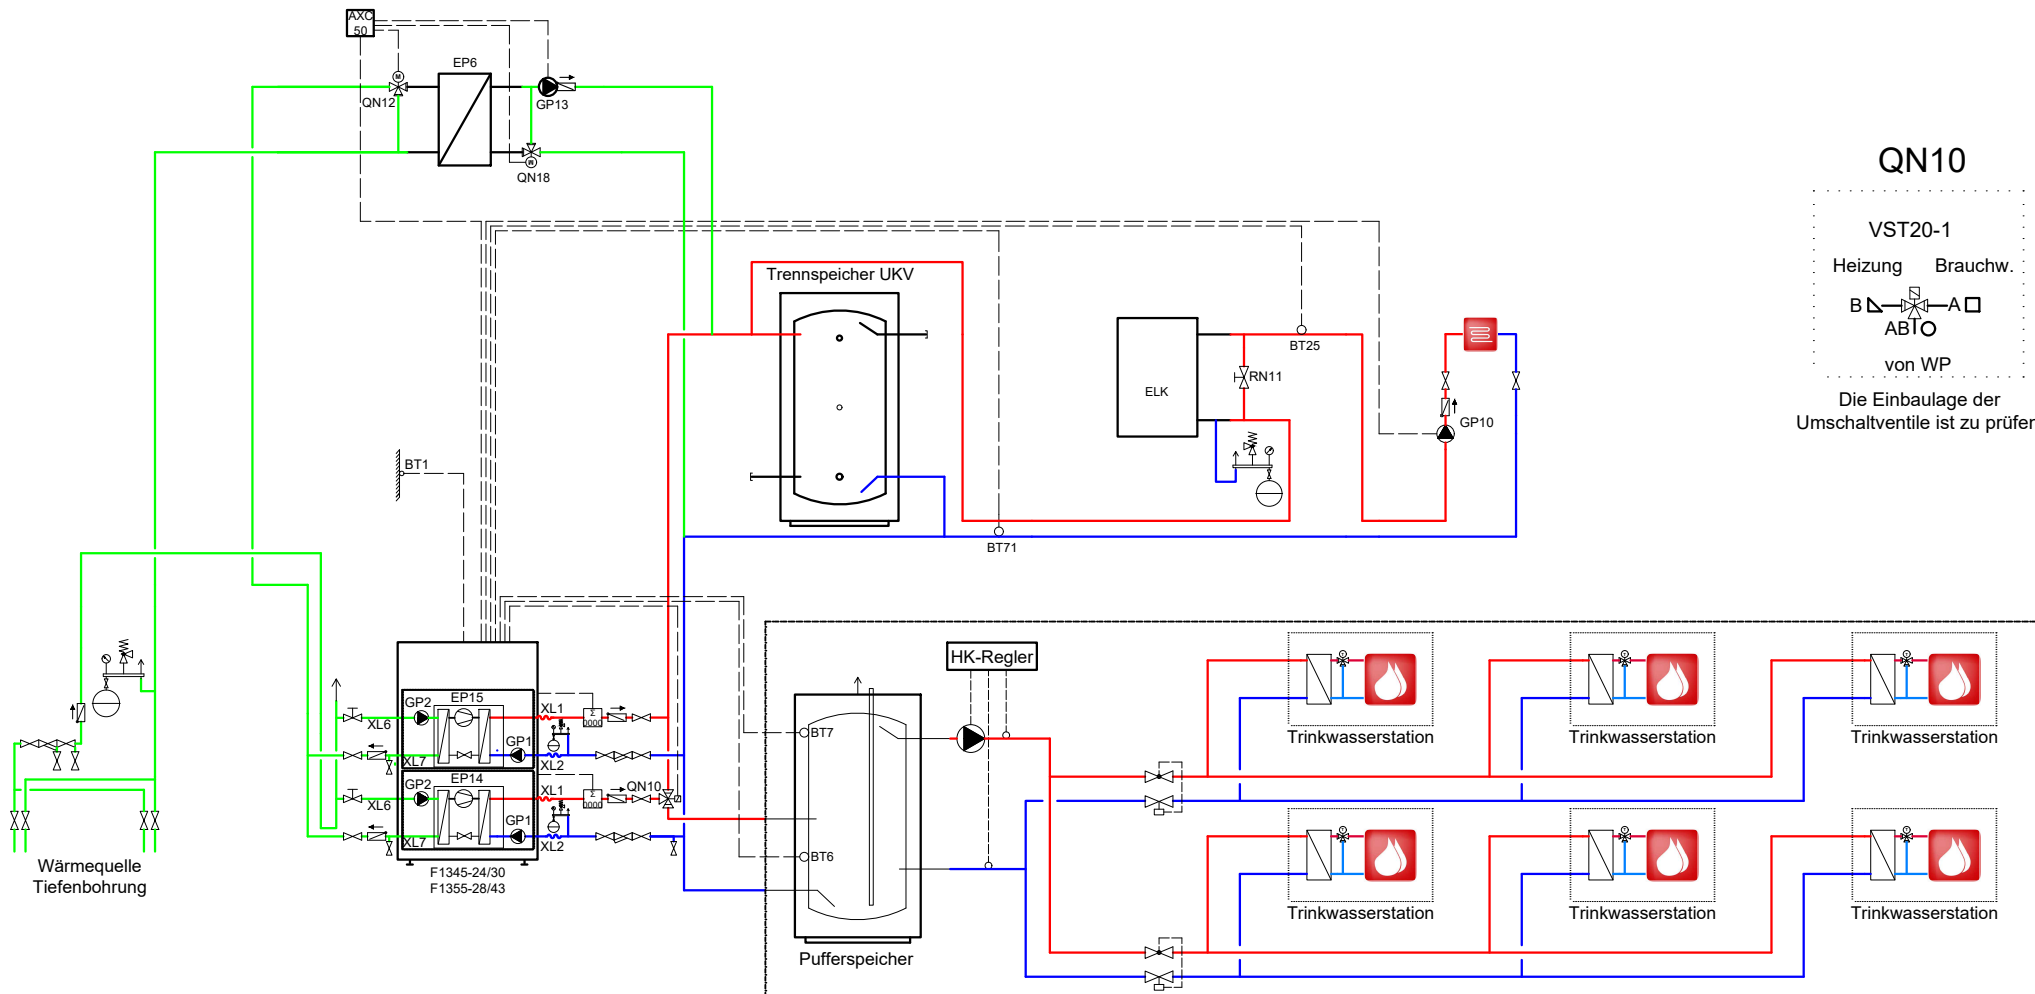 AXC
50
EP6
QN12
GP13
QN18
QN10
VST20-1
Heizung Brauchw.
B A
AB
von WP
Die Einbaulage der
Umschaltventile ist zu prüfen
Trennspeicher UKV
ELK
BT25
RN11
GP10
BT1
BT71
HK-Regler
EP15
GP2
XL1
XL6
GP1
XL7
XL2
EP14
GP2
XL1
QN10
XL6
GP1
XL7
XL2
Σ
0000
Σ
0000
F1345-24/30
F1355-28/43
Wärmequelle
Tiefenbohrung
BT7
BT6
Pufferspeicher
Trinkwasserstation
Trinkwasserstation
Trinkwasserstation
Trinkwasserstation
Trinkwasserstation
Trinkwasserstation